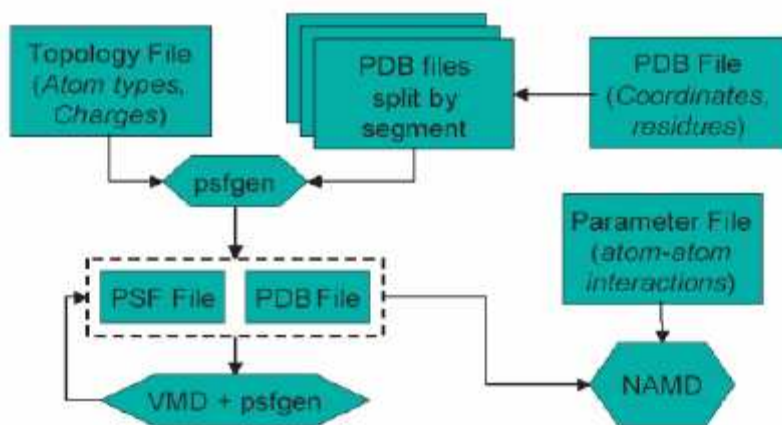 Topology File
(Atom types,
Charges)
PDB files
split by
segment
PDB File
(Coordinates,
residues)
psfgen
Parameter File
(atom-atom
interactions)
PSF File
PDB File
VMD + psfgen
NAMD